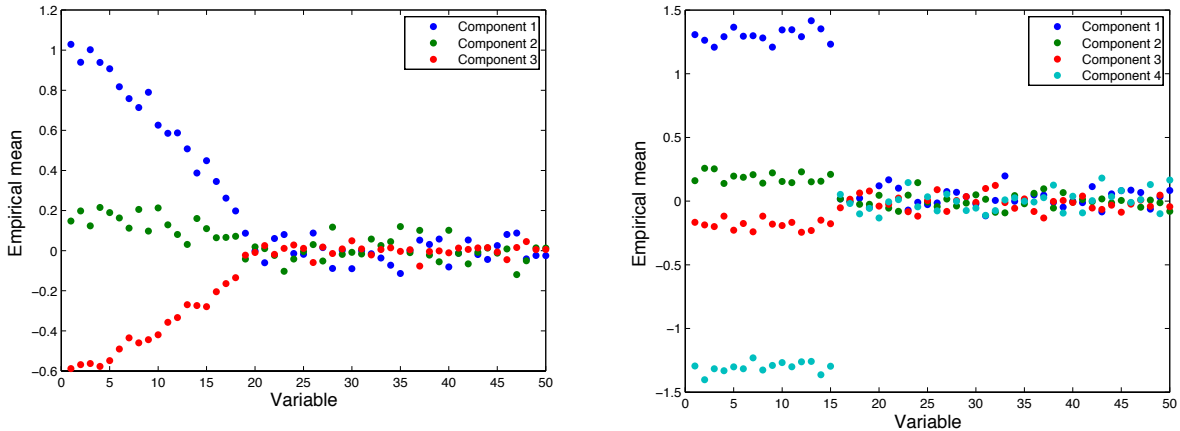 1.2
1
0.8
0.6
0.4
0.2
0
−0.2
−0.4
−0.6
0 5 10 15 20 25 30 35 40 45 50
Empirical mean
Variable
Component 1
Component 2
Component 3
1.5
1
0.5
0
−0.5
−1
−1.5
0 5 10 15 20 25 30 35 40 45 50
Empirical mean
Variable
Component 1
Component 2
Component 3
Component 4